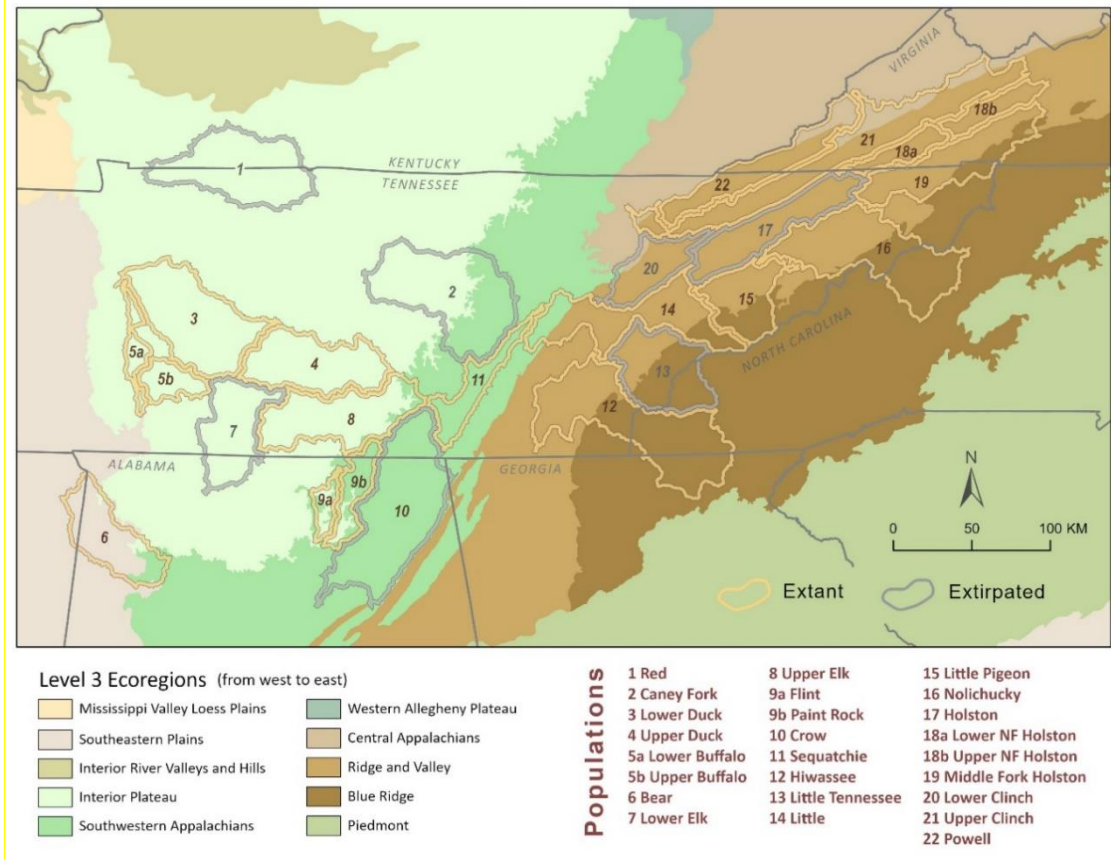 VIRGINIA
18b
21
KENTUCKY
TENNESSEE
1
18a
22
19
17
16
20
2
15
3
14
NORTH CAROLINA
5a
4
5b
11
13
12
7
8
ALABAMA
GEORGIA
9b
9a
10
6
N
0 50 100 KM
Extant
Extirpated
Level 3 Ecoregions (from west to east)
Mississippi Valley Loess Plains
Southeastern Plains
Interior River Valleys and Hills
Interior Plateau
Southwestern Appalachians
Western Allegheny Plateau
Central Appalachians
Ridge and Valley
Blue Ridge
Piedmont
Populations
1 Red
2 Caney Fork
3 Lower Duck
4 Upper Duck
5a Lower Buffalo
5b Upper Buffalo
6 Bear
7 Lower Elk
8 Upper Elk
9a Flint
9b Paint Rock
10 Crow
11 Sequatchie
12 Hiwassee
13 Little Tennessee
14 Little
15 Little Pigeon
16 Nolichucky
17 Holston
18a Lower NF Holston
18b Upper NF Holston
19 Middle Fork Holston
20 Lower Clinch
21 Upper Clinch
22 Powell